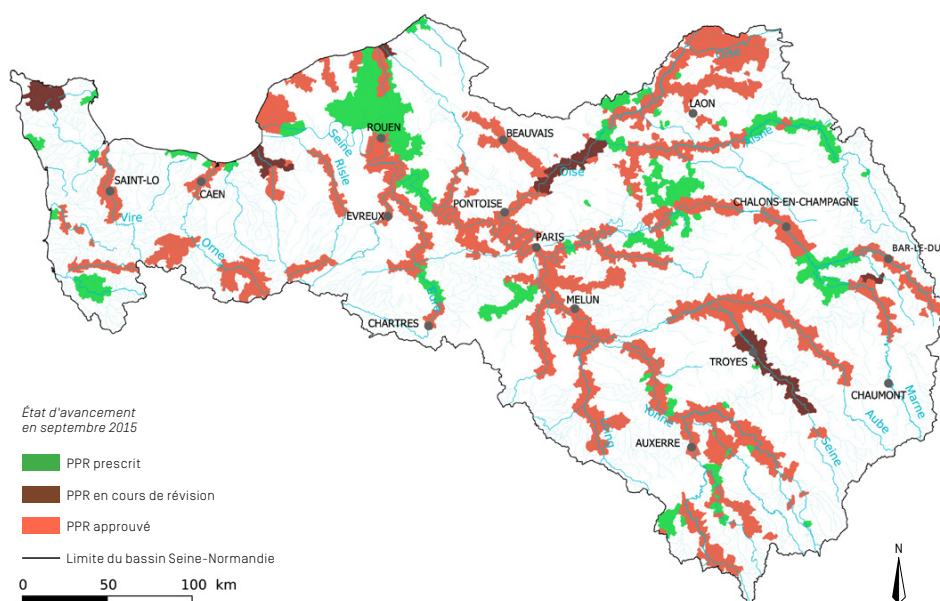 LAON
Oise
ROUEN
BEAUVAIS
Aisne
Seine
Risle
Oise
SAINT-LO
CAEN
PONTOISE
CHALONS-EN-CHAMPAGNE
Vire
EVREUX
Orne
PARIS
BAR-LE-DU
Eure
MELUN
CHARTRES
TROYES
CHAUMONT
Marne
Aube
Yonne
Loing
AUXERRE
Seine
État d'avancement
en septembre 2015
PPR prescrit
PPR en cours de révision
PPR approuvé
Limite du bassin Seine-Normandie
0 50 100 km
N